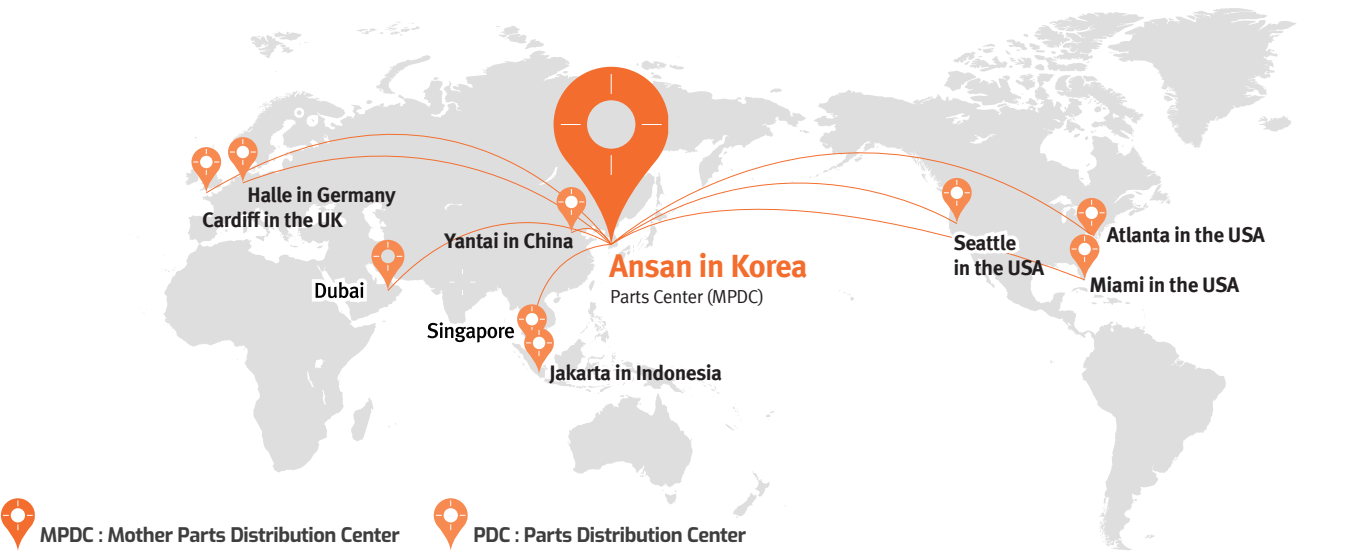 Halle in Germany
Cardiff in the UK
Yantai in China
Dubai
Ansan in Korea
Parts Center (MPDC)
Singapore
Jakarta in Indonesia
Seattle
in the USA
Atlanta in the USA
Miami in the USA
MPDC : Mother Parts Distribution Center
PDC : Parts Distribution Center